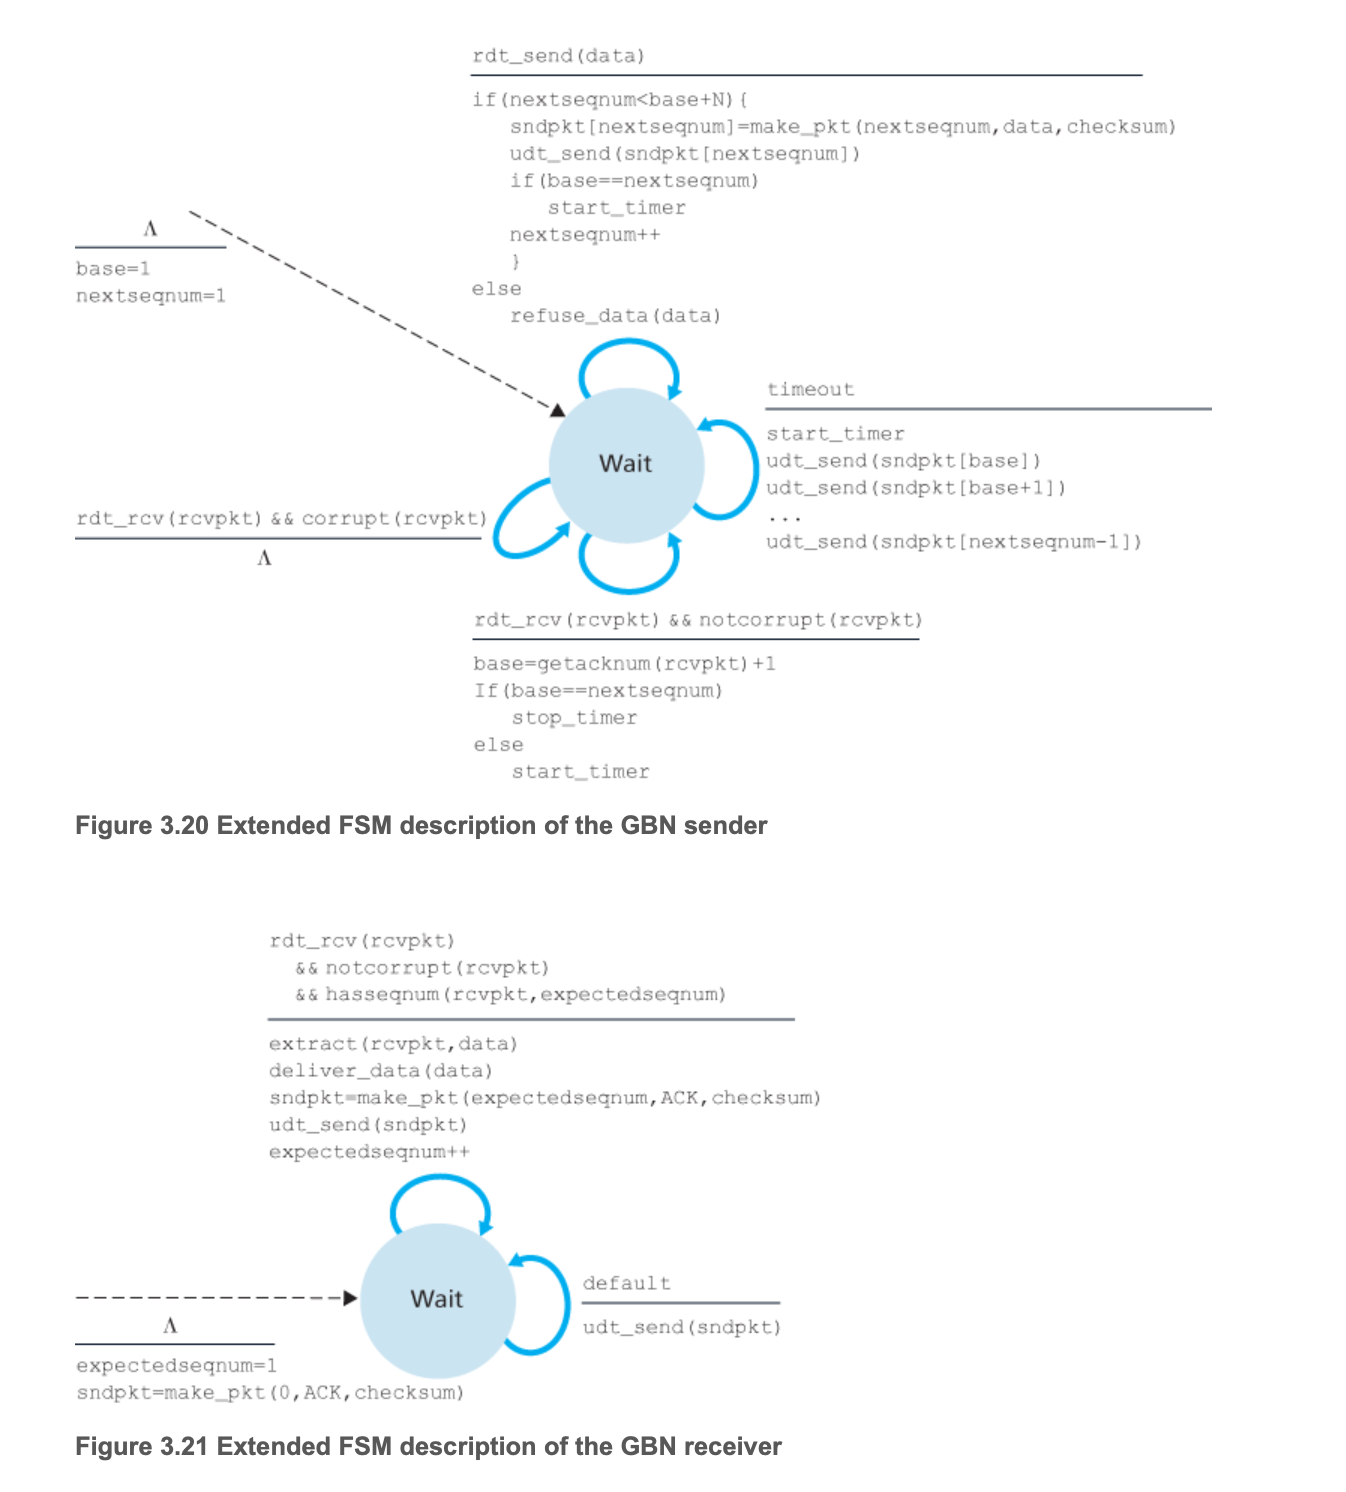 rdt_send(data)
if(nextseqnum<base+N){
sndpkt[nextseqnum]=make_pkt(nextseqnum,data,checksum)
udt_send(sndpkt[nextseqnum])
if(base==nextseqnum)
start_timer
nextseqnum++
}
else
refuse_data(data)
Λ
base=1
nextseqnum=1
Wait
timeout
start_timer
udt_send(sndpkt[base])
udt_send(sndpkt[base+1])
...
udt_send(sndpkt[nextseqnum-1])
rdt_rcv(rcvpkt) && corrupt(rcvpkt)
Λ
rdt_rcv(rcvpkt) && notcorrupt(rcvpkt)
base=getacknum(rcvpkt)+1
If(base==nextseqnum)
stop_timer
else
start_timer
Figure 3.20 Extended FSM description of the GBN sender
rdt_rcv(rcvpkt)
&& notcorrupt(rcvpkt)
&& hasseqnum(rcvpkt,expectedseqnum)
extract(rcvpkt,data)
deliver_data(data)
sndpkt=make_pkt(expectedseqnum,ACK,checksum)
udt_send(sndpkt)
expectedseqnum++
Wait
default
udt_send(sndpkt)
Λ
expectedseqnum=1
sndpkt=make_pkt(0,ACK,checksum)
Figure 3.21 Extended FSM description of the GBN receiver